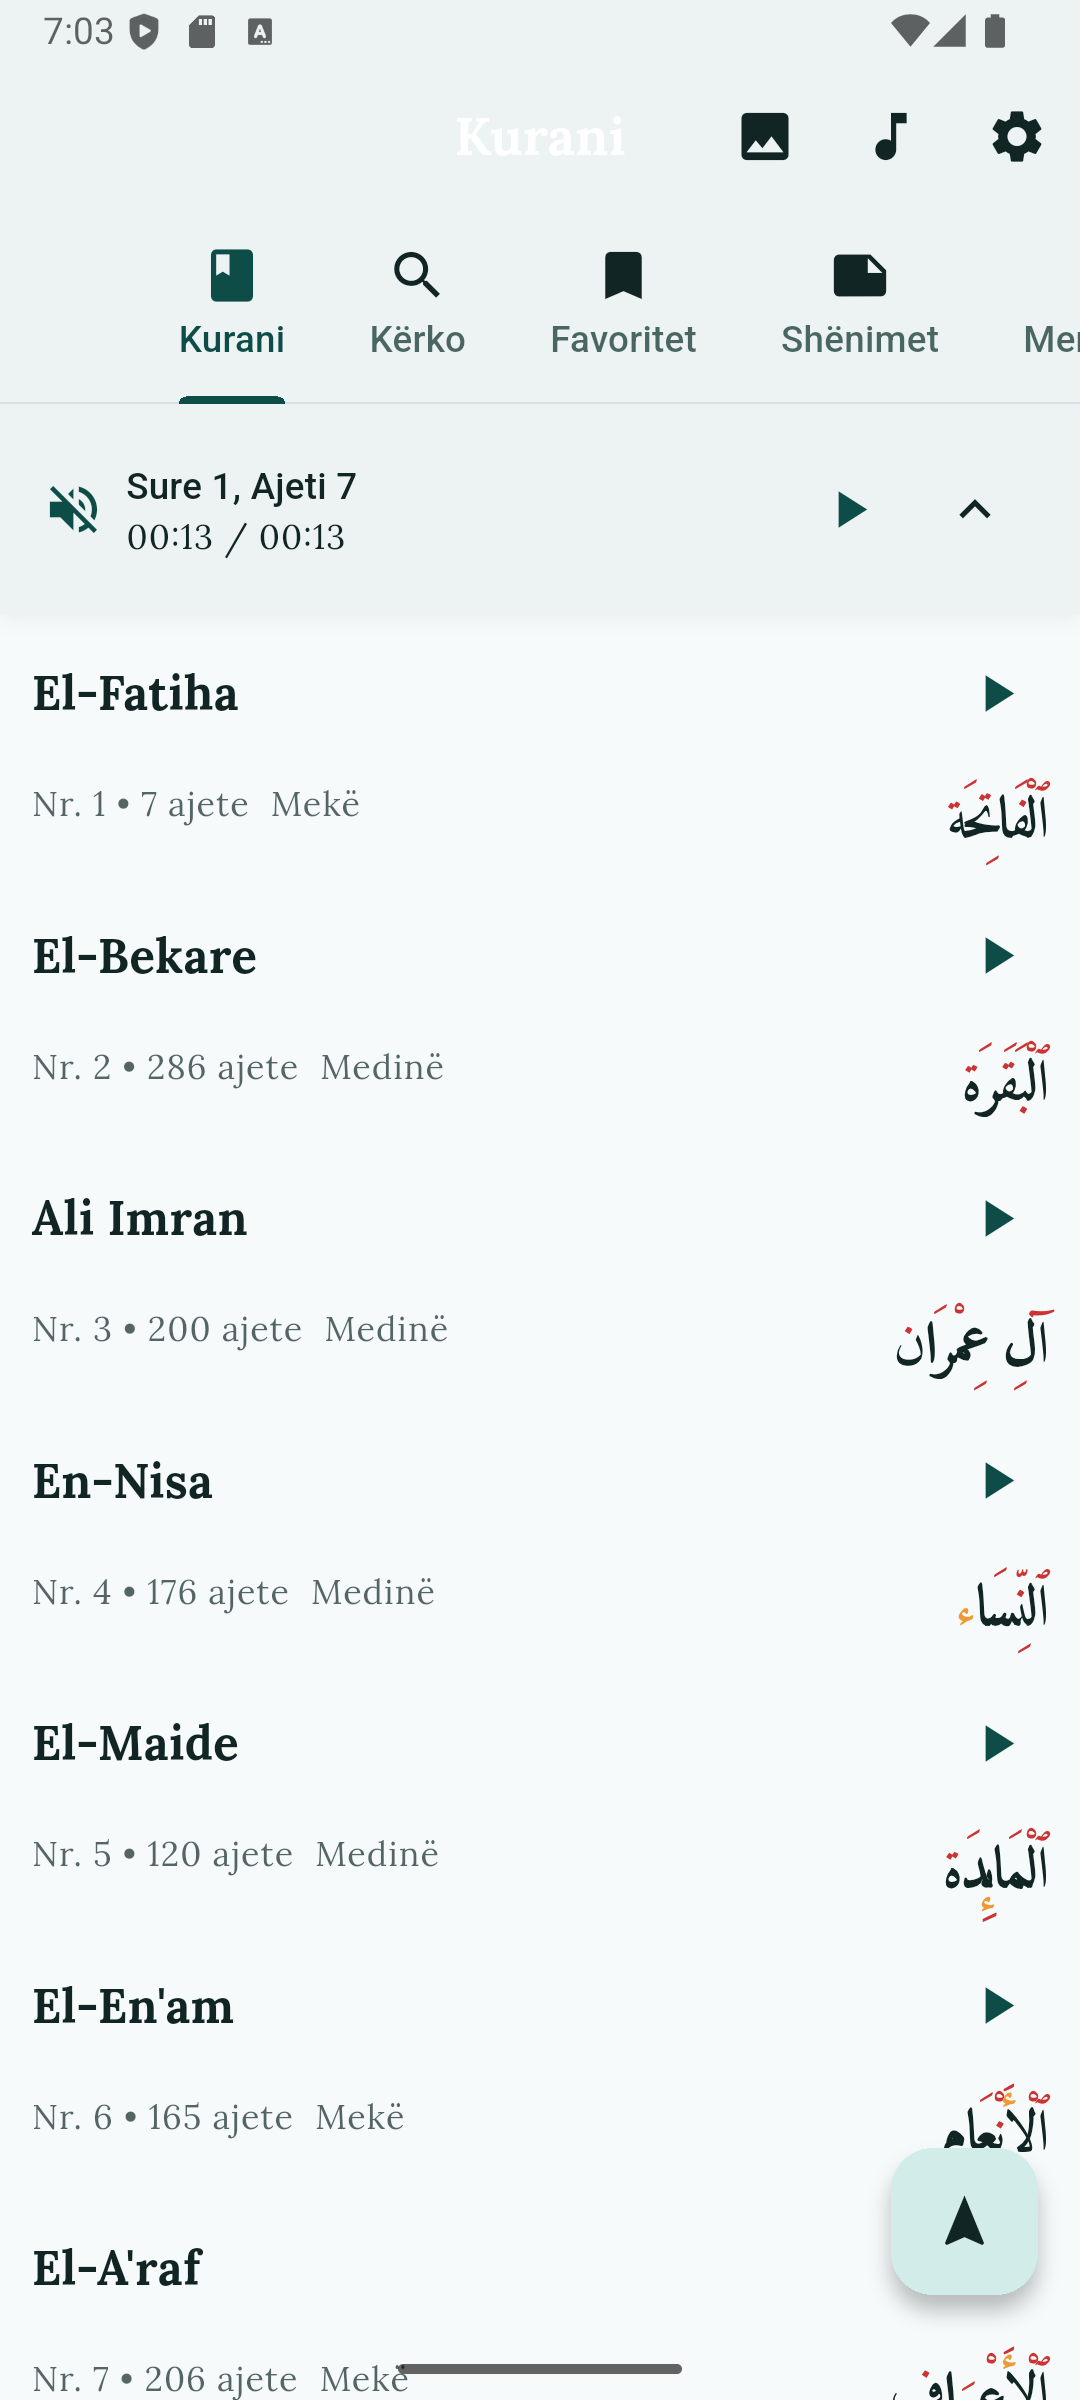 7:03
Kurani
Kurani Kërko Favoritet Shënimet
Sure 1, Ajeti 7
00:13 / 00:13
El-Fatiha
Nr. 1 • 7 ajete Mekë
ٱلْفَاتِحَة
El-Bekare
Nr. 2 • 286 ajete Medinë
ٱلْبَقَرَة
Ali Imran
Nr. 3 • 200 ajete Medinë
آلِ عِمْرَان
En-Nisa
Nr. 4 • 176 ajete Medinë
ٱلنِّسَاء
El-Maide
Nr. 5 • 120 ajete Medinë
ٱلْمَائِدَة
El-En'am
Nr. 6 • 165 ajete Mekë
ٱلْأَنْعَام
El-A'raf
Nr. 7 • 206 ajete Mekë